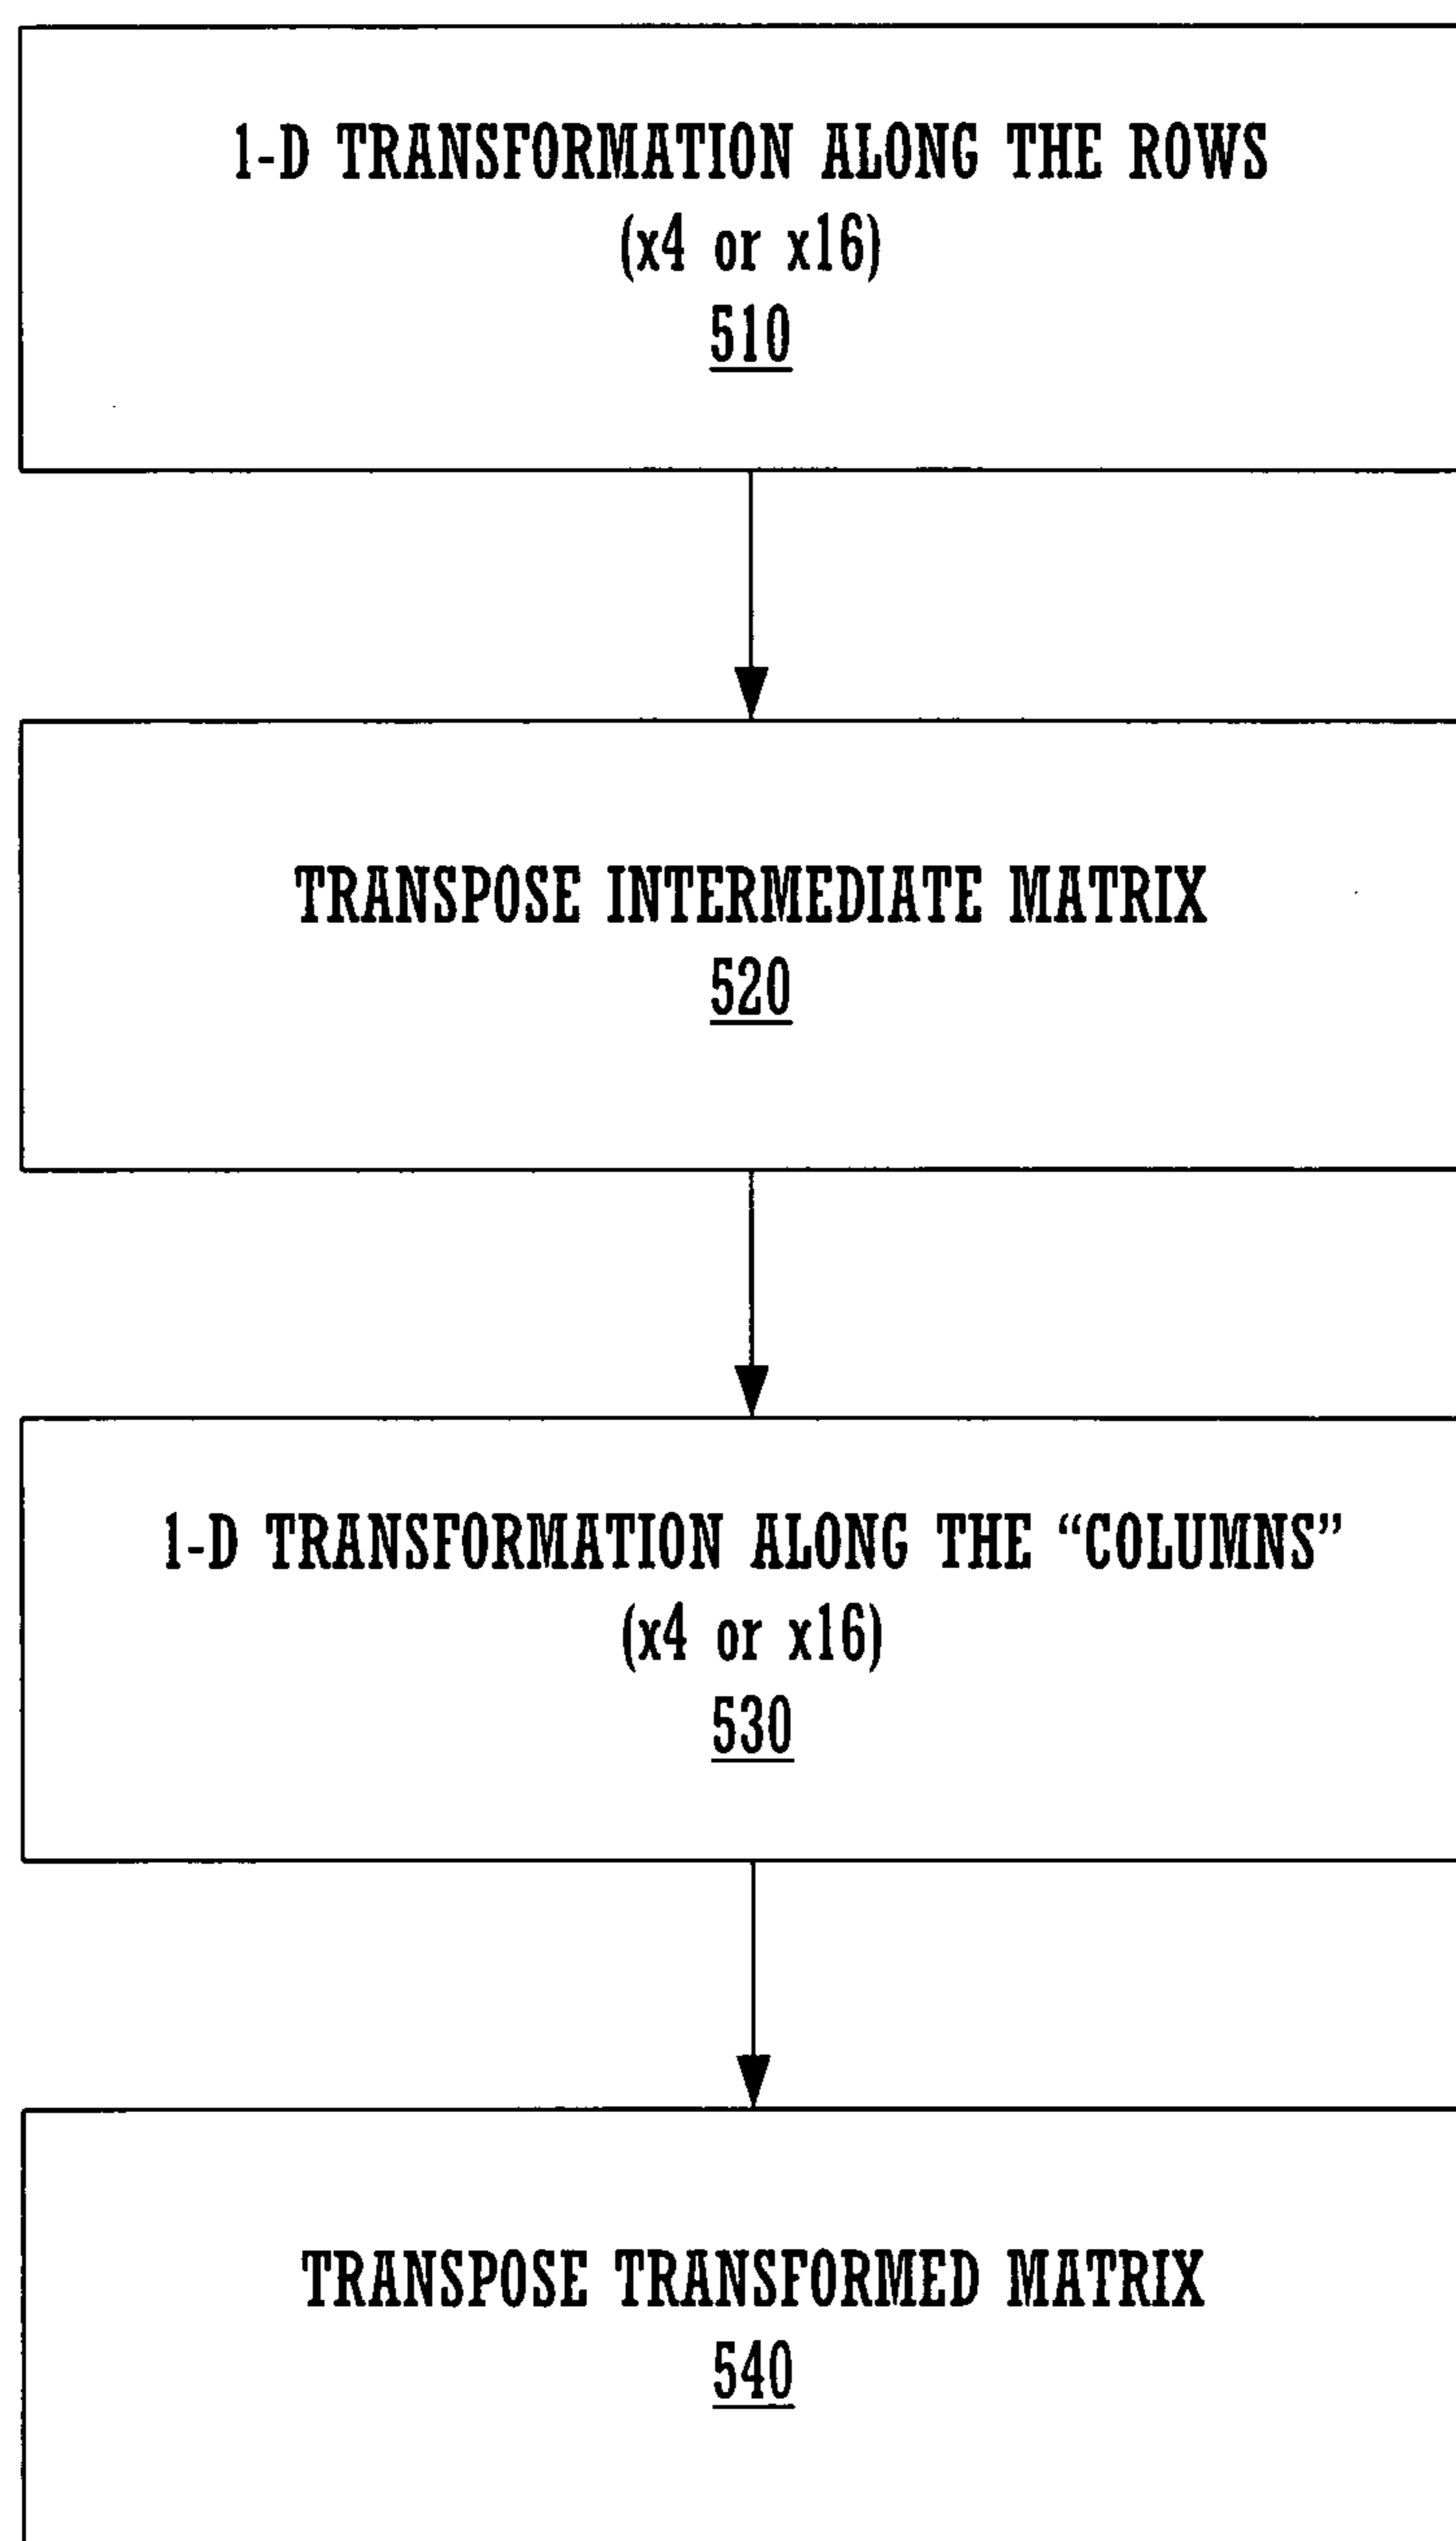 1-D TRANSFORMATION ALONG THE ROWS
(x4 or x16)
510
TRANSPOSE INTERMEDIATE MATRIX
520
1-D TRANSFORMATION ALONG THE “COLUMNS”
(x4 or x16)
530
TRANSPOSE TRANSFORMED MATRIX
540